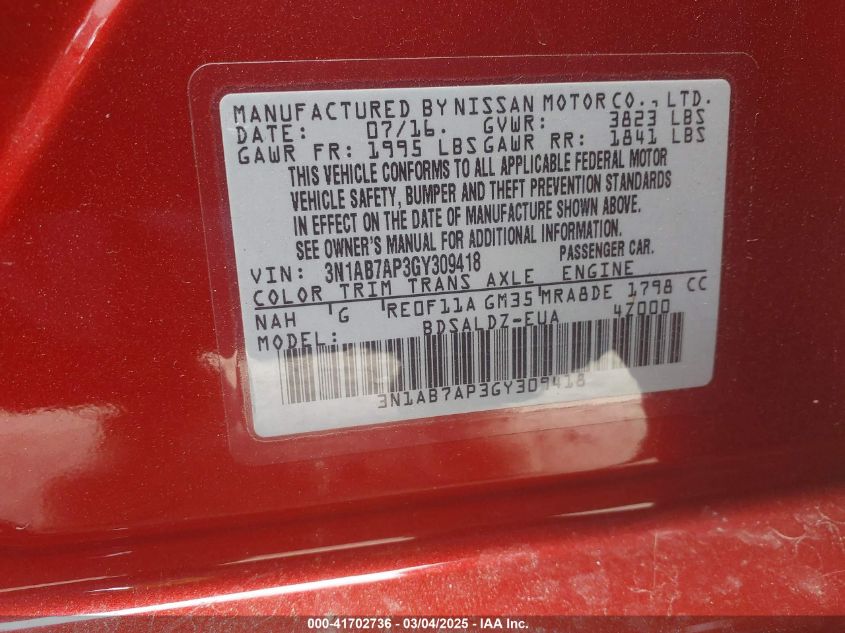 MANUFACTURED BY NISSAN MOTOR CO., LTD.
DATE: 07/16. GVWR: 3823 LBS
GAWR FR: 1995 LBS GAWR RR: 1841 LBS
THIS VEHICLE CONFORMS TO ALL APPLICABLE FEDERAL MOTOR
VEHICLE SAFETY, BUMPER AND THEFT PREVENTION STANDARDS
IN EFFECT ON THE DATE OF MANUFACTURE SHOWN ABOVE.
SEE OWNER'S MANUAL FOR ADDITIONAL INFORMATION.
VIN: 3N1AB7AP3GY309418 PASSENGER CAR.
COLOR TRIM TRANS AXLE ENGINE
NAH G RE0F11A GM35 MRA8DE 1798 CC
MODEL: BDSALDZ-EUA 4Z000
3N1AB7AP3GY309418
000-41702736 - 03/04/2025 - IAA Inc.